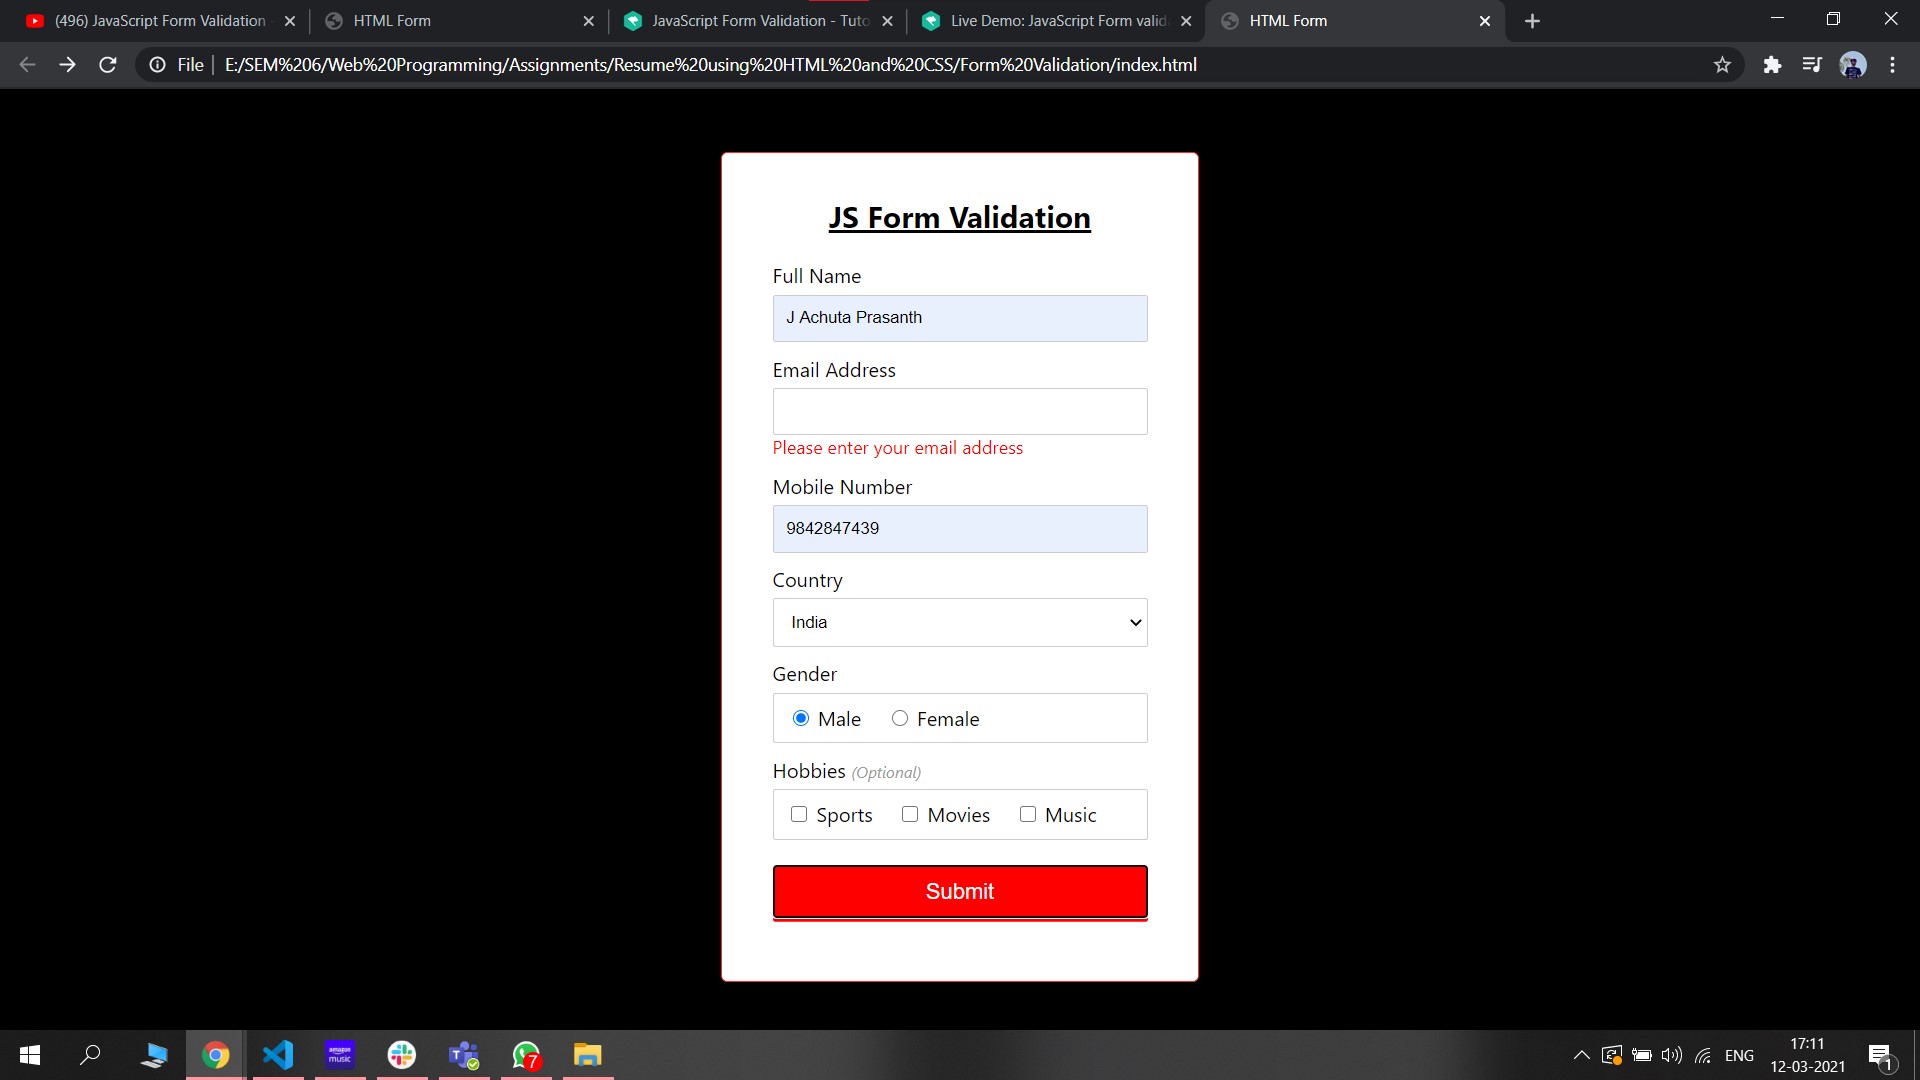 (496) JavaScript Form Validation
HTML Form
JavaScript Form Validation - Tuto
Live Demo: JavaScript Form valid
HTML Form
File
E:/SEM%206/Web%20Programming/Assignments/Resume%20using%20HTML%20and%20CSS/Form%20Validation/index.html
JS Form Validation
Full Name
J Achuta Prasanth
Email Address
Please enter your email address
Mobile Number
9842847439
Country
India
Gender
Male Female
Hobbies (Optional)
Sports Movies Music
Submit
amazon
music
7
ENG
17:11
12-03-2021
1